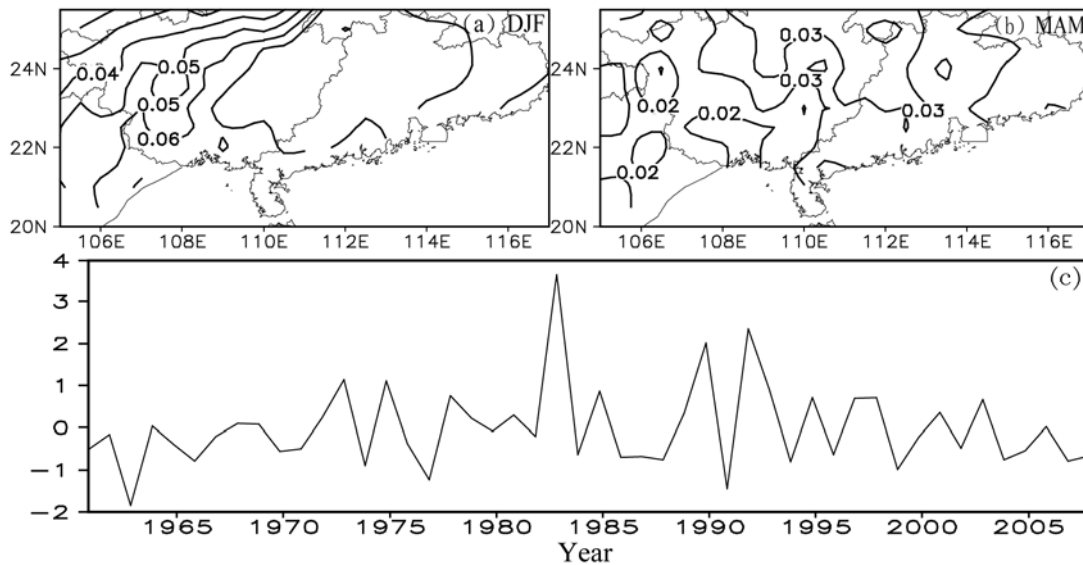 (a) DJF
0.04
0.05
0.05
0.06
24N
22N
20N
106E 108E 110E 112E 114E 116E
(b) MAM
0.03
0.03
0.02
0.02
0.03
0.02
24N
22N
20N
106E 108E 110E 112E 114E 116E
(c)
4
3
2
1
0
−1
−2
1965 1970 1975 1980 1985 1990 1995 2000 2005
Year